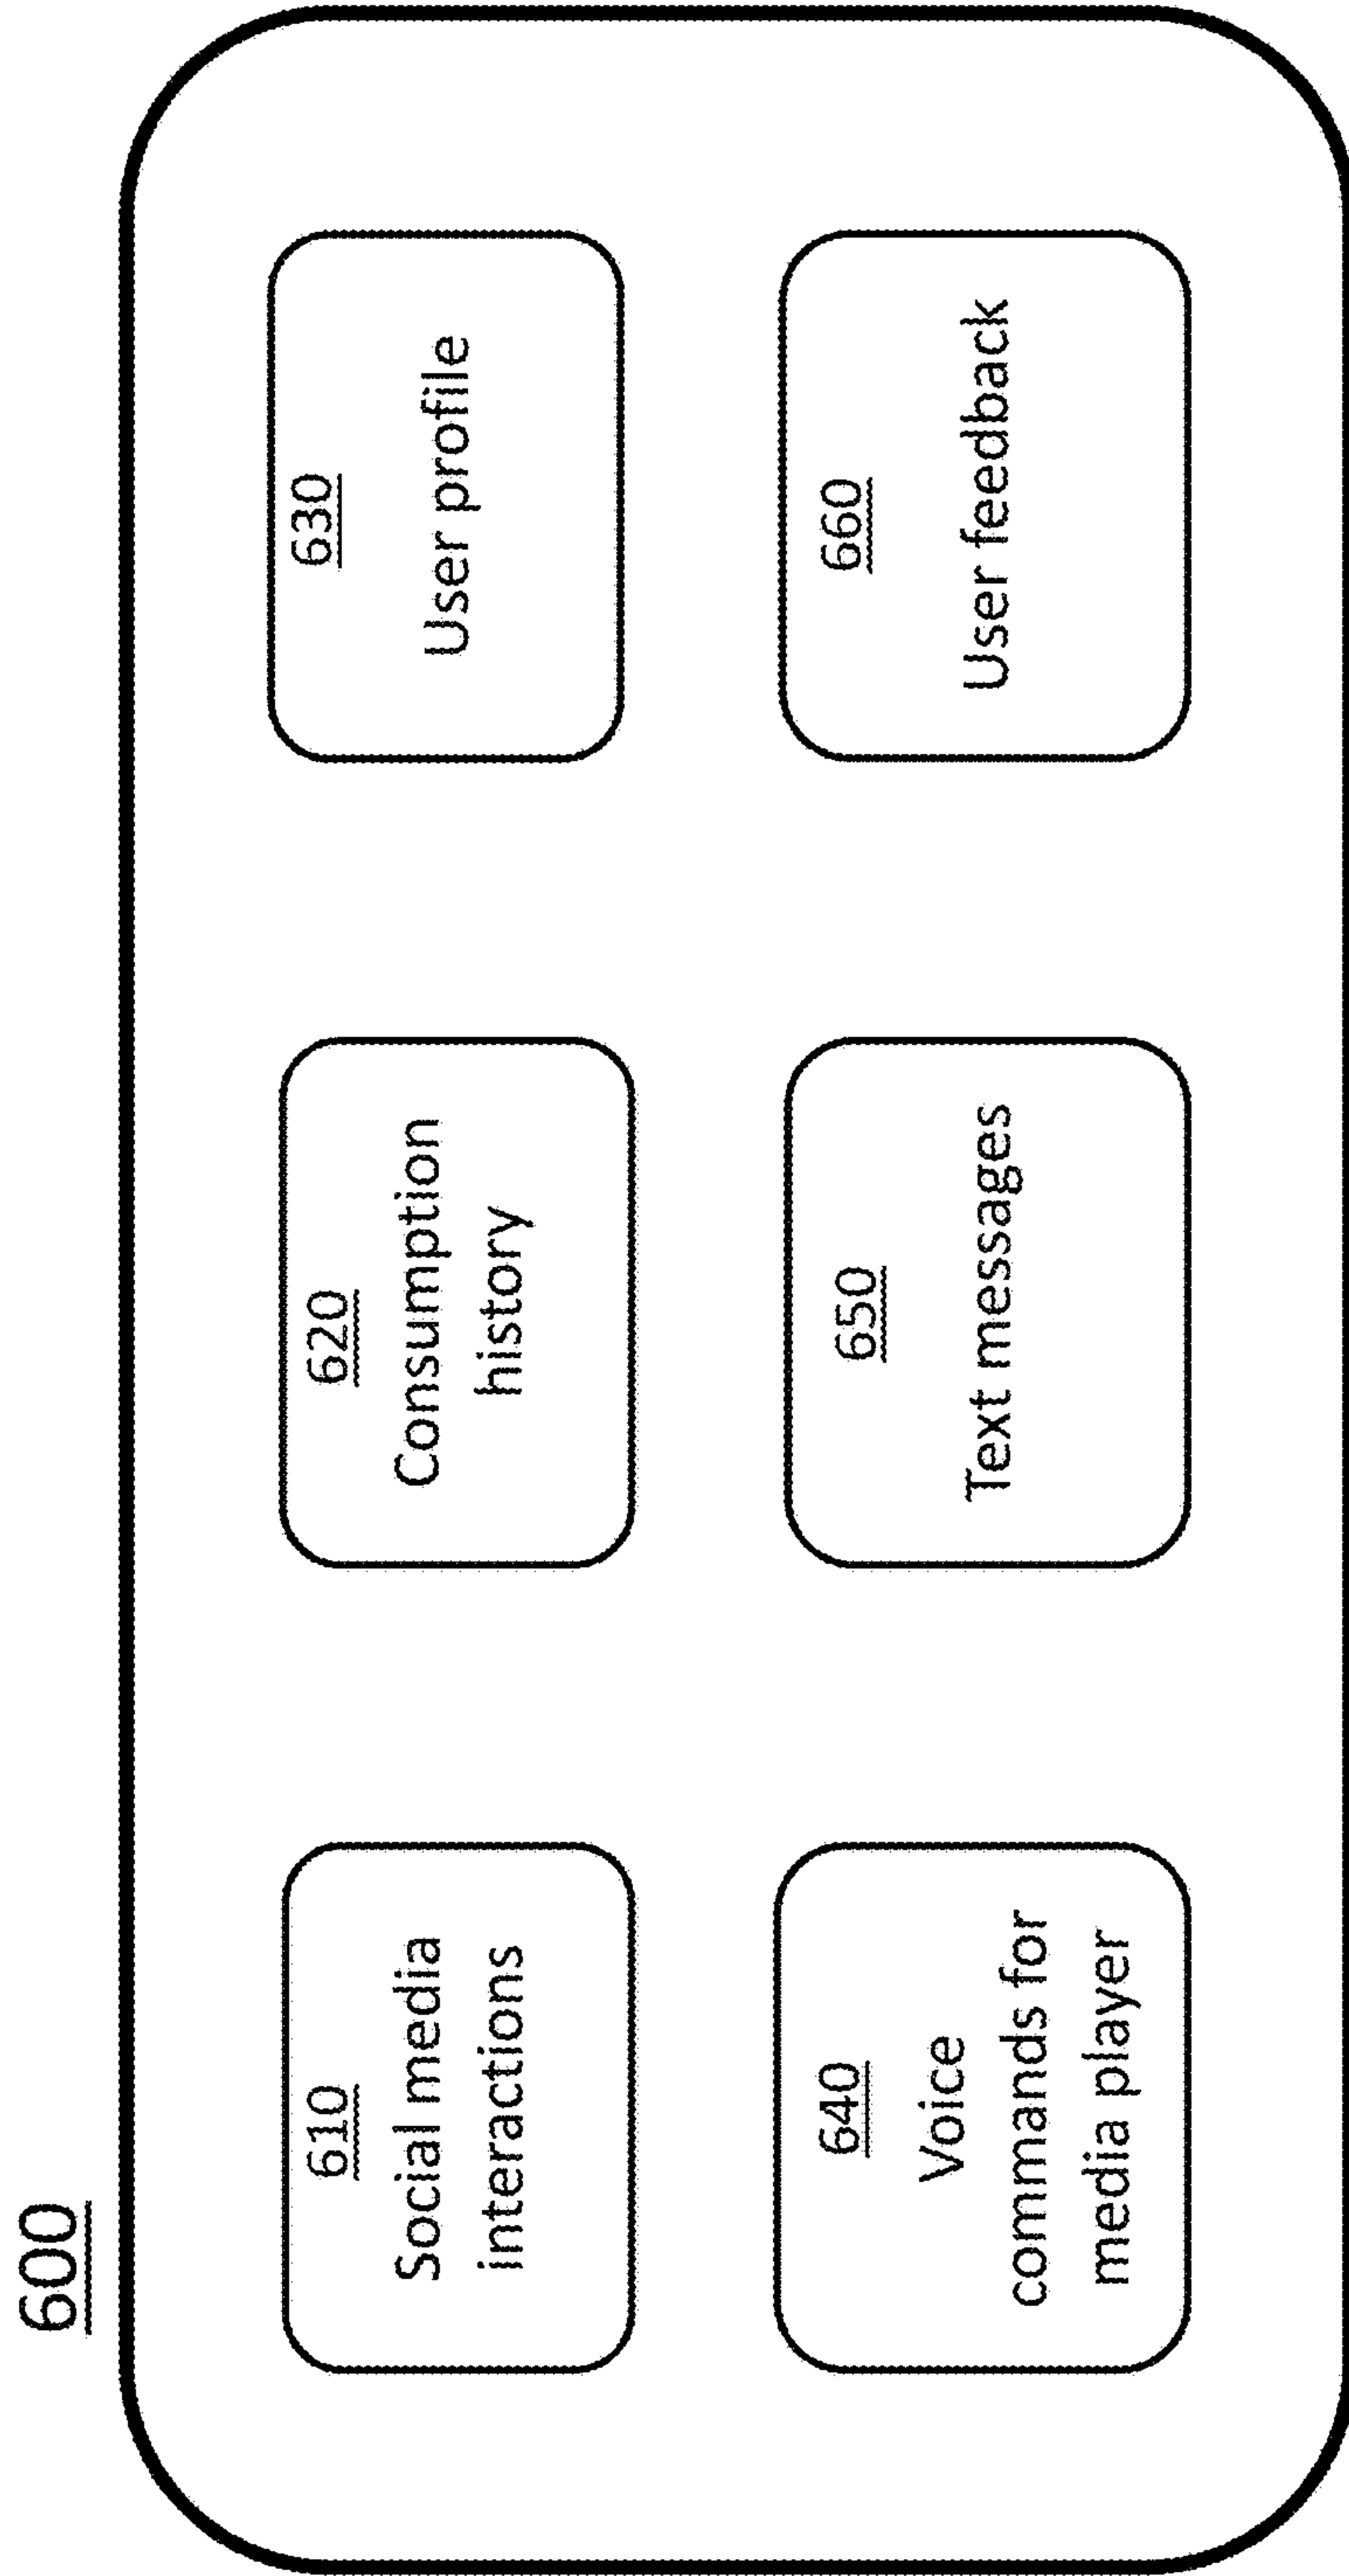 600
610
Social media
interactions
620
Consumption
history
630
User profile
640
Voice
commands for
media player
650
Text messages
660
User feedback